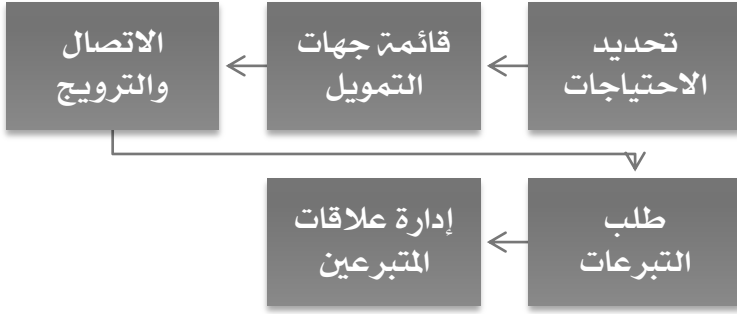 تحديد
الاحتياجات
قائمة جهات
التمويل
الاتصال
والترويج
طلب
التبرعات
إدارة علاقات
المتبرعين